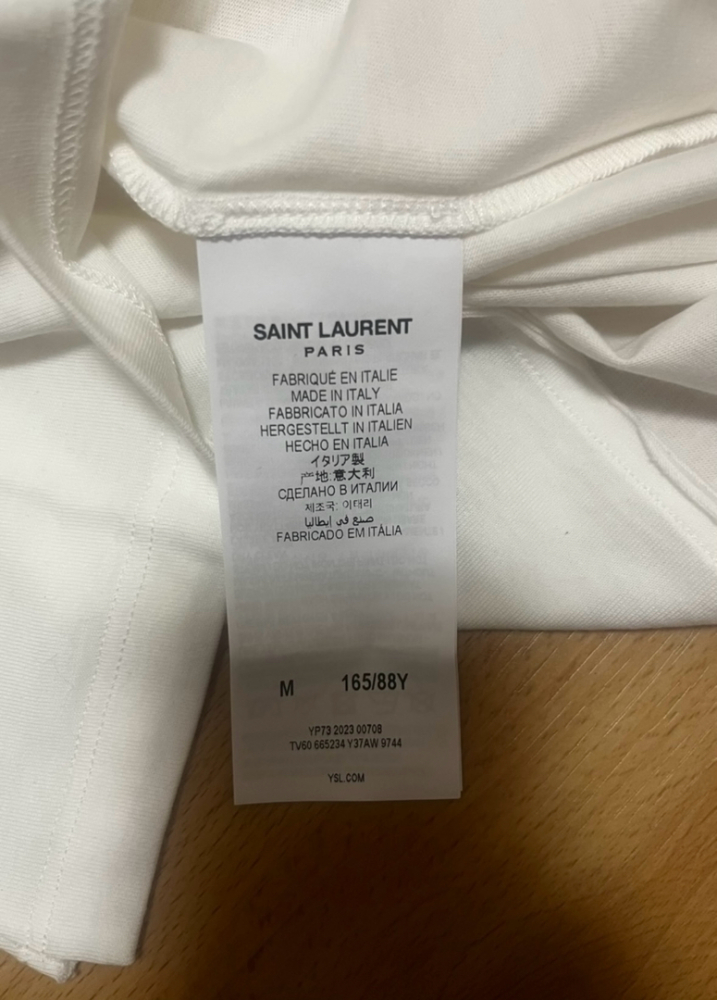 SAINT LAURENT
PARIS
FABRIQUÉ EN ITALIE
MADE IN ITALY
FABBRICATO IN ITALIA
HERGESTELLT IN ITALIEN
HECHO EN ITALIA
イタリア製
产地:意大利
СДЕЛАНО В ИТАЛИИ
제조국: 이태리
صنع في إيطاليا
FABRICADO EM ITÁLIA
M 165/88Y
YP73 2023 00708
TV60 665234 Y37AW 9744
YSL.COM